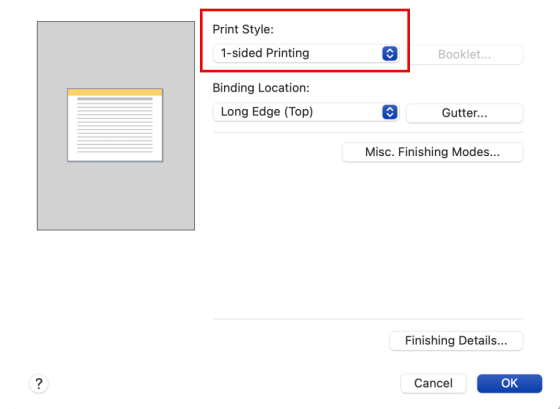 Print Style:
1-sided Printing
Booklet...
Binding Location:
Long Edge (Top)
Gutter...
Misc. Finishing Modes...
Finishing Details...
?
Cancel
OK